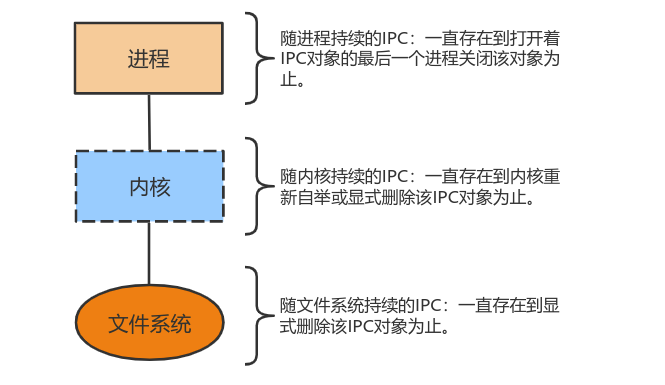 进程
随进程持续的IPC：一直存在到打开着
IPC对象的最后一个进程关闭该对象为
止。
内核
随内核持续的IPC：一直存在到内核重
新自举或显式删除该IPC对象为止。
文件系统
随文件系统持续的IPC：一直存在到显
式删除该IPC对象为止。